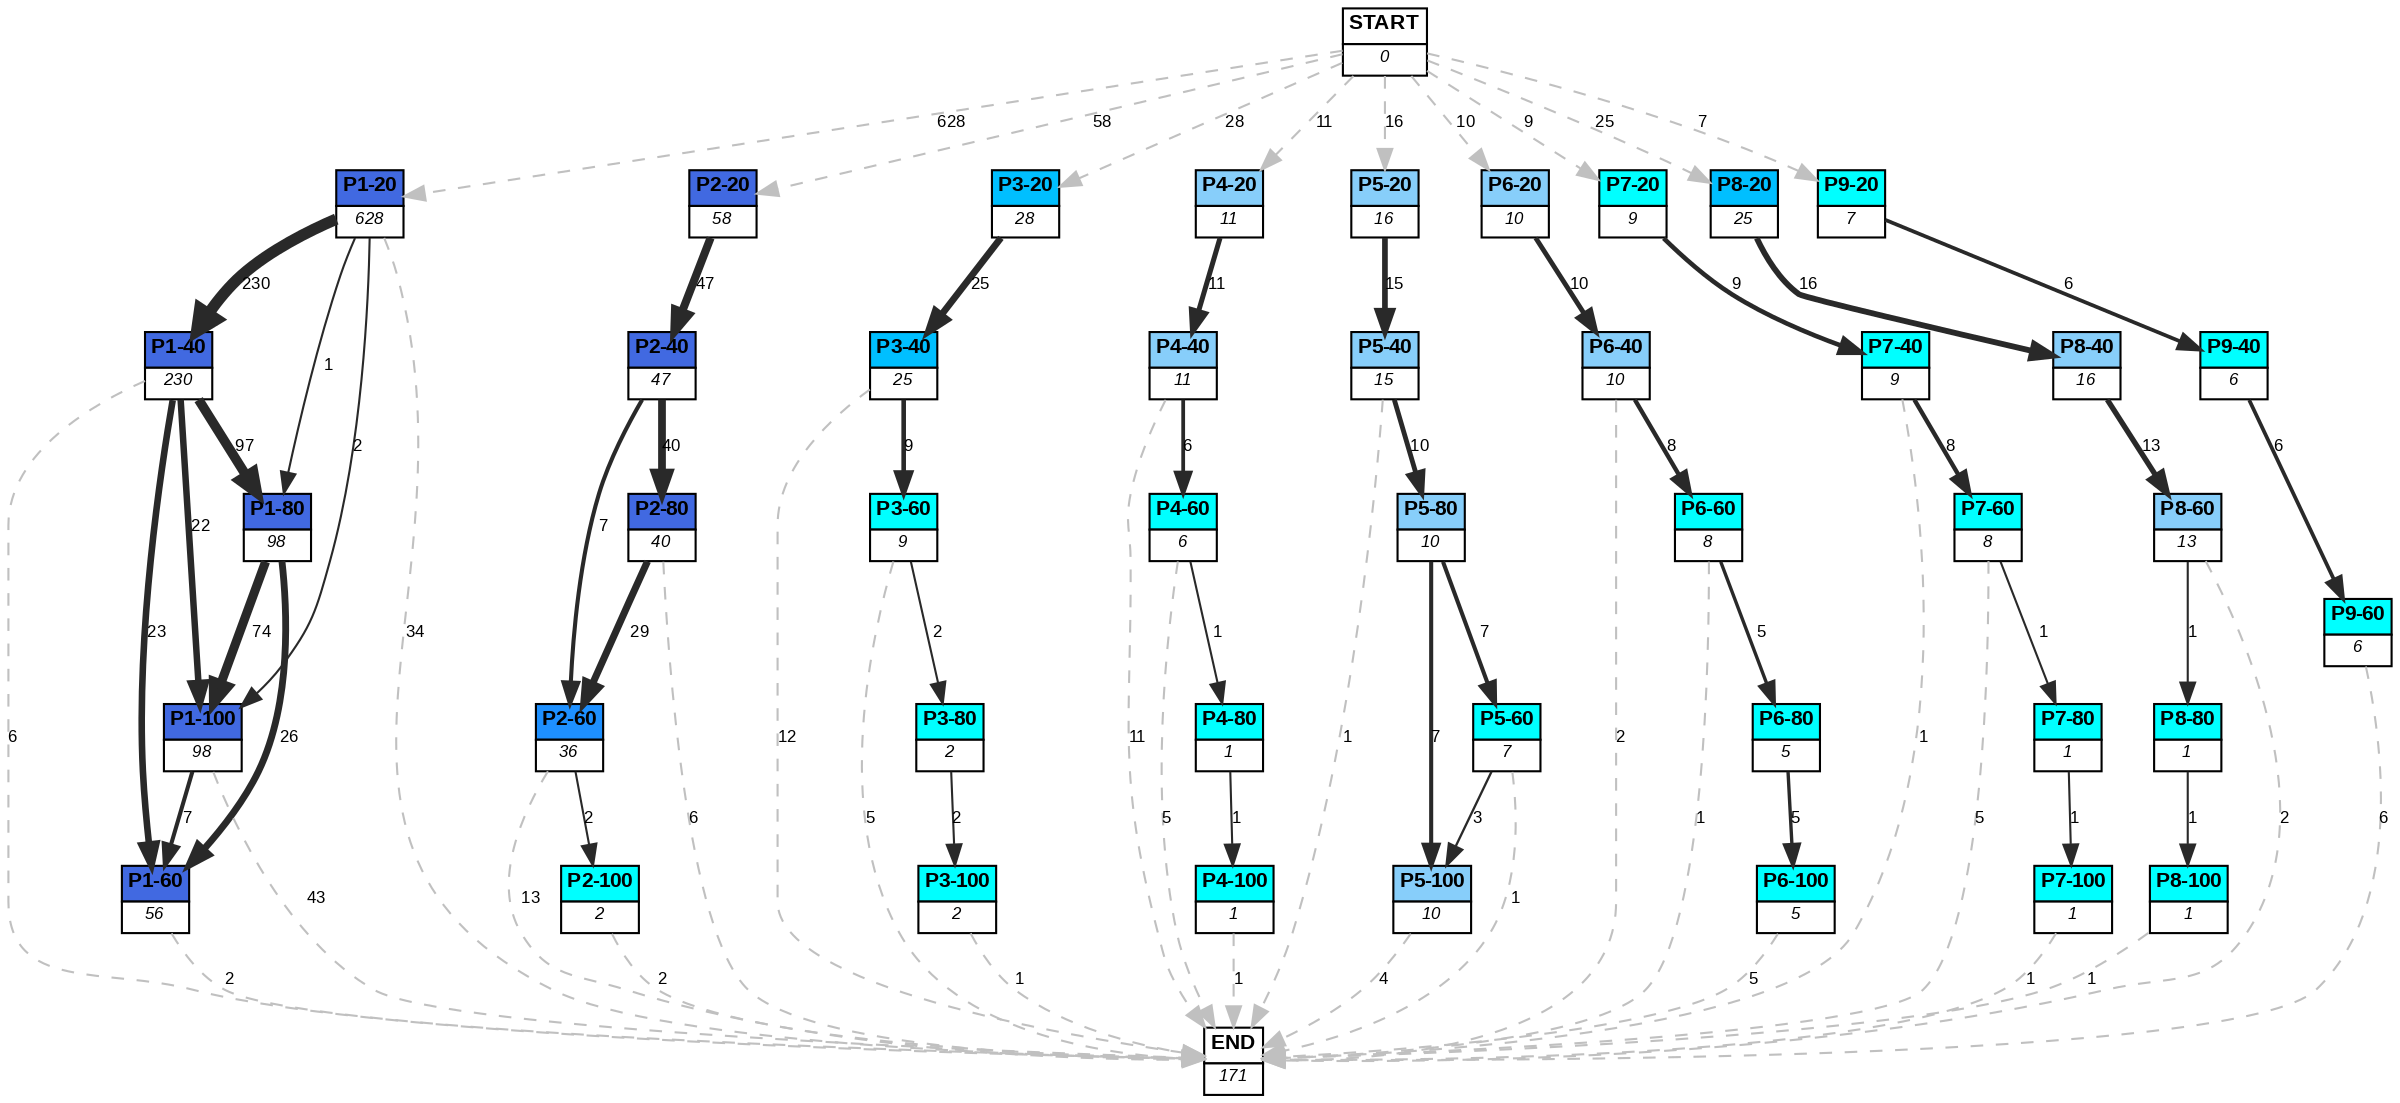 START
0
628
58
28
11
16
10
9
25
7
P1-20
628
P2-20
58
P3-20
28
P4-20
11
P5-20
16
P6-20
10
P7-20
9
P8-20
25
P9-20
7
230
47
25
11
15
10
9
16
6
1
P1-40
230
P2-40
47
P3-40
25
P4-40
11
P5-40
15
P6-40
10
P7-40
9
P8-40
16
P9-40
6
97
2
40
9
6
10
8
8
13
6
22
7
P1-80
98
P2-80
40
P3-60
9
P4-60
6
P5-80
10
P6-60
8
P7-60
8
P8-60
13
23
74
34
29
2
1
1
7
5
1
1
P9-60
6
6
26
12
11
7
2
1
P1-100
98
P2-60
36
P3-80
2
P4-80
1
P5-60
7
P6-80
5
P7-80
1
P8-80
1
7
2
6
5
2
5
1
3
1
5
1
5
1
2
6
P1-60
56
43
P2-100
2
13
P3-100
2
P4-100
1
P5-100
10
1
P6-100
5
P7-100
1
P8-100
1
2
2
1
1
4
5
1
1
END
171